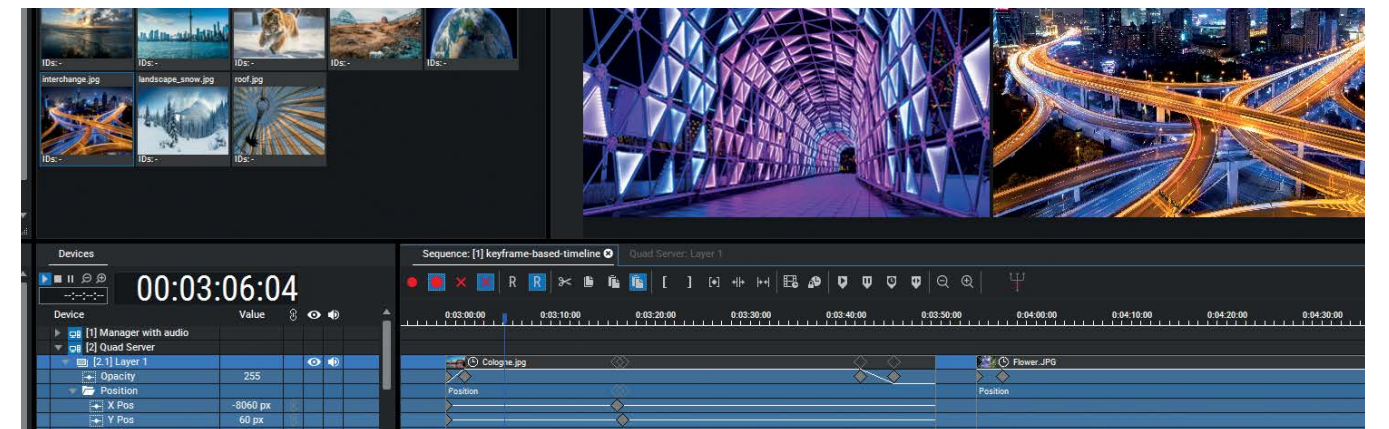 IDs:- IDs:- IDs:- IDs:- IDs:-
interchange.jpg landscape_snow.jpg roof.jpg
IDs:- IDs:- IDs:-
Devices
Sequence: [1] keyframe-based-timeline
Quad Server: Layer 1
--:--:--:--
00:03:06:04
R R [ ]
Device Value
0:03:00:00 0:03:10:00 0:03:20:00 0:03:30:00 0:03:40:00 0:03:50:00 0:04:00:00 0:04:10:00 0:04:20:00 0:04:30:00
[1] Manager with audio
[2] Quad Server
[2.1] Layer 1
Cologne.jpg
Flower.JPG
Opacity 255
Position
Position
Position
X Pos -8060 px
Y Pos 60 px